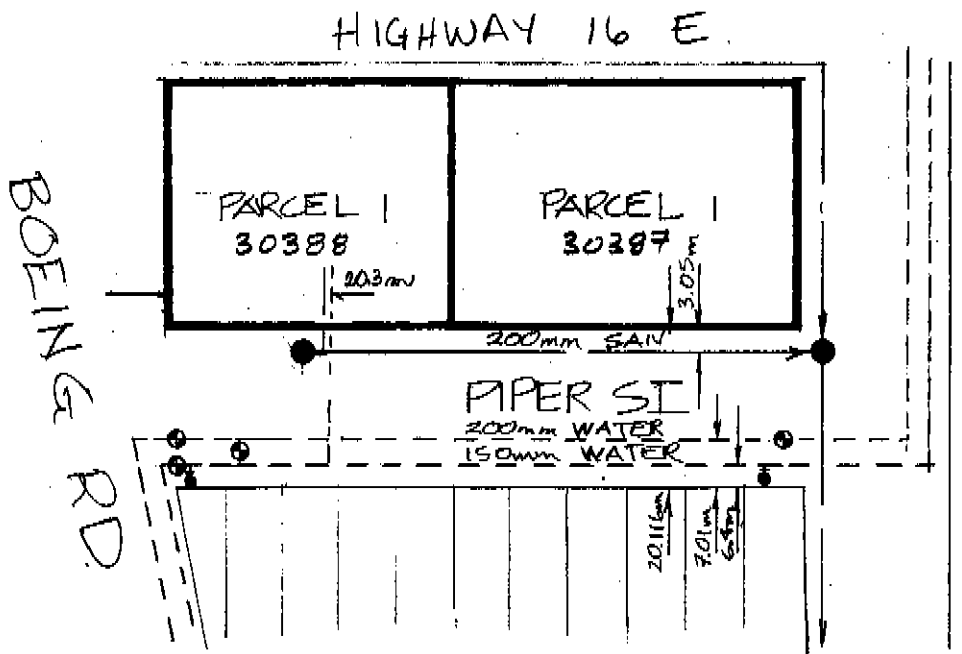 HIGHWAY 16 E.
PARCEL 1
30388
PARCEL 1
30387
20.3m
3.05m
200mm SAN
BOEING RD.
PIPER ST
200mm WATER
150mm WATER
20.116m
7.01m